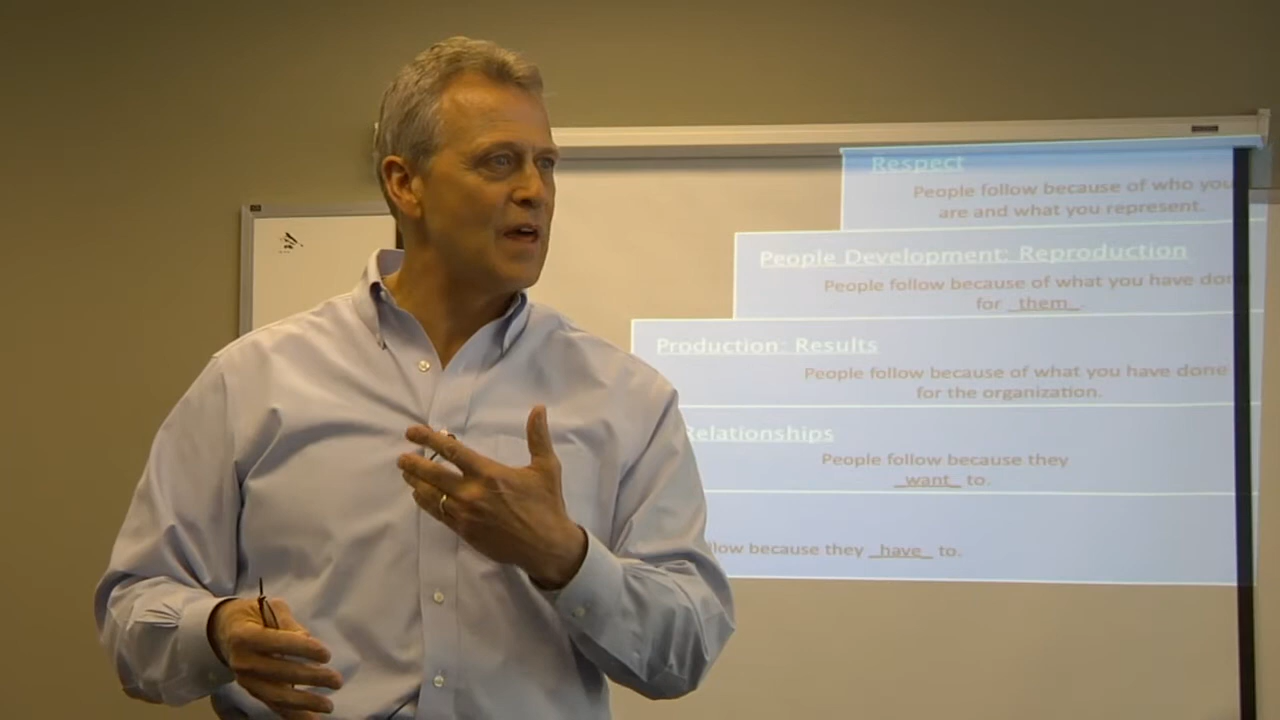 Respect
People follow because of who you
are and what you represent.
People Development: Reproduction
People follow because of what you have done
for _them_.
Production: Results
People follow because of what you have done
for the organization.
Relationships
People follow because they
_want_ to.
llow because they _have_ to.